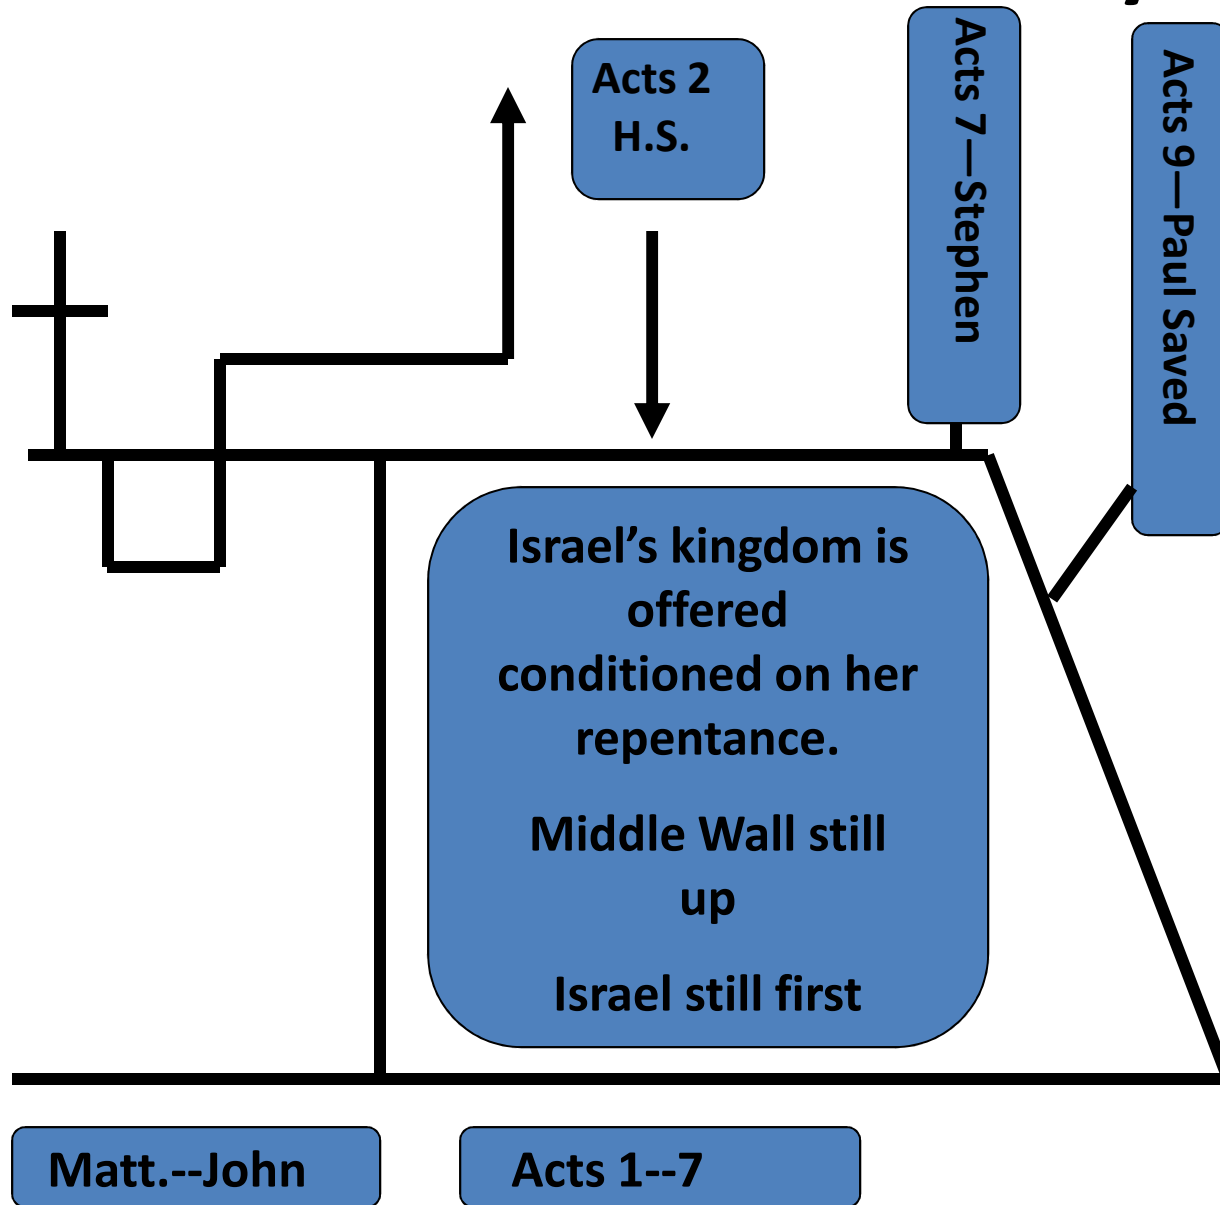 Acts 2
H.S.
Acts 7—Stephen
Acts 9—Paul Saved
Israel’s kingdom is
offered
conditioned on her
repentance.
Middle Wall still
up
Israel still first
Matt.--John
Acts 1--7